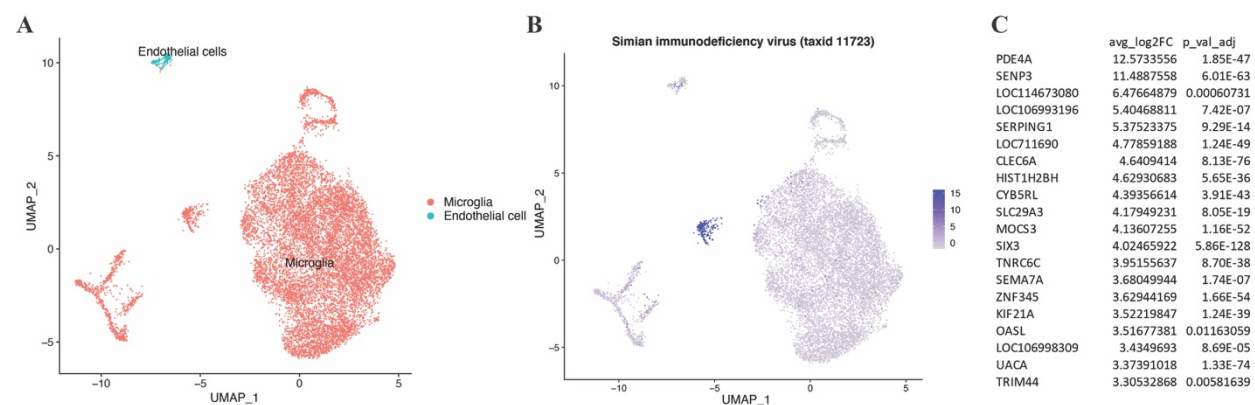 A
Endothelial cells
10
5
0
−5
−10
−5
0
5
UMAP_1
UMAP_2
Microglia
Microglia
Endothelial cell
B
Simian immunodeficiency virus (taxid 11723)
10
5
0
−5
−10
−5
0
5
UMAP_1
UMAP_2
15
10
5
0
C
avg_log2FC p_val_adj
PDE4A 12.5733556 1.85E-47
SENP3 11.4887558 6.01E-63
LOC114673080 6.47664879 0.00060731
LOC106993196 5.40468811 7.42E-07
SERPING1 5.37523375 9.29E-14
LOC711690 4.77859188 1.24E-49
CLEC6A 4.6409414 8.13E-76
HIST1H2BH 4.62930683 5.65E-36
CYB5RL 4.39356614 3.91E-43
SLC29A3 4.17949231 8.05E-19
MOCS3 4.13607255 1.16E-52
SIX3 4.02465922 5.86E-128
TNRC6C 3.95155637 8.70E-38
SEMA7A 3.68049944 1.74E-07
ZNF345 3.62944169 1.66E-54
KIF21A 3.52219847 1.24E-39
OASL 3.51677381 0.01163059
LOC106998309 3.4349693 8.69E-05
UACA 3.37391018 1.33E-74
TRIM44 3.30532868 0.00581639